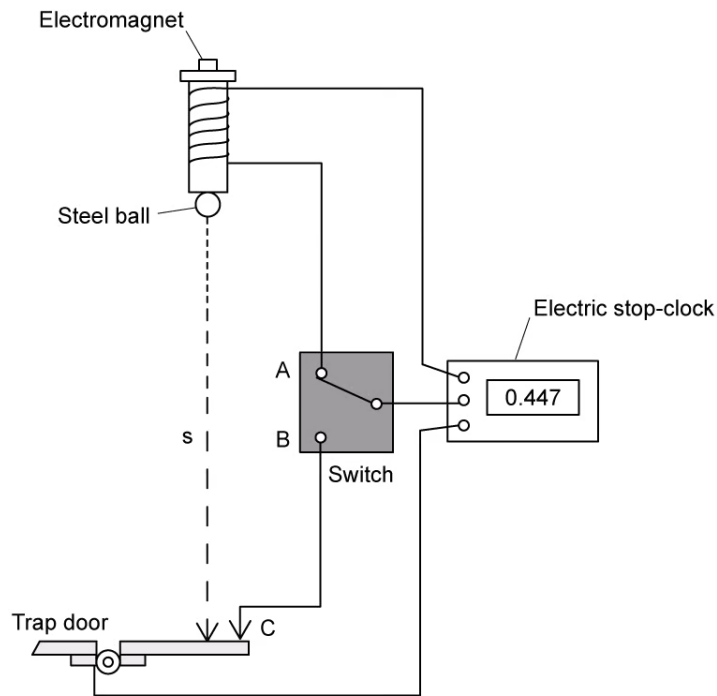 Electromagnet
Steel ball
Electric stop-clock
A
0.447
B
s
Switch
Trap door
C